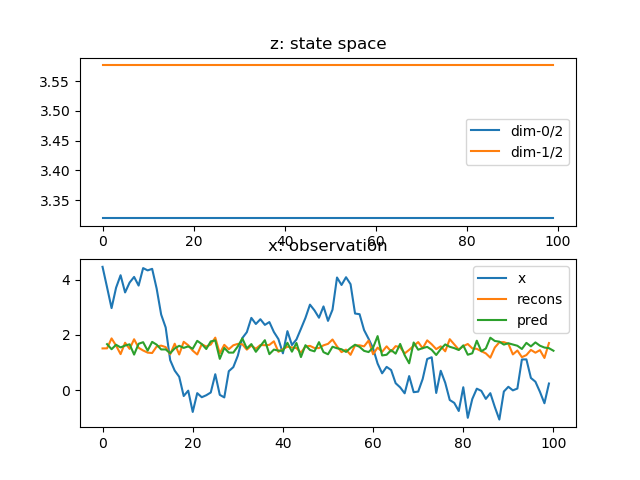 z: state space
3.55
3.50
3.45
3.40
3.35
dim-0/2
dim-1/2
0 20 40 60 80 100
x: observation
4
2
0
x
recons
pred
0 20 40 60 80 100